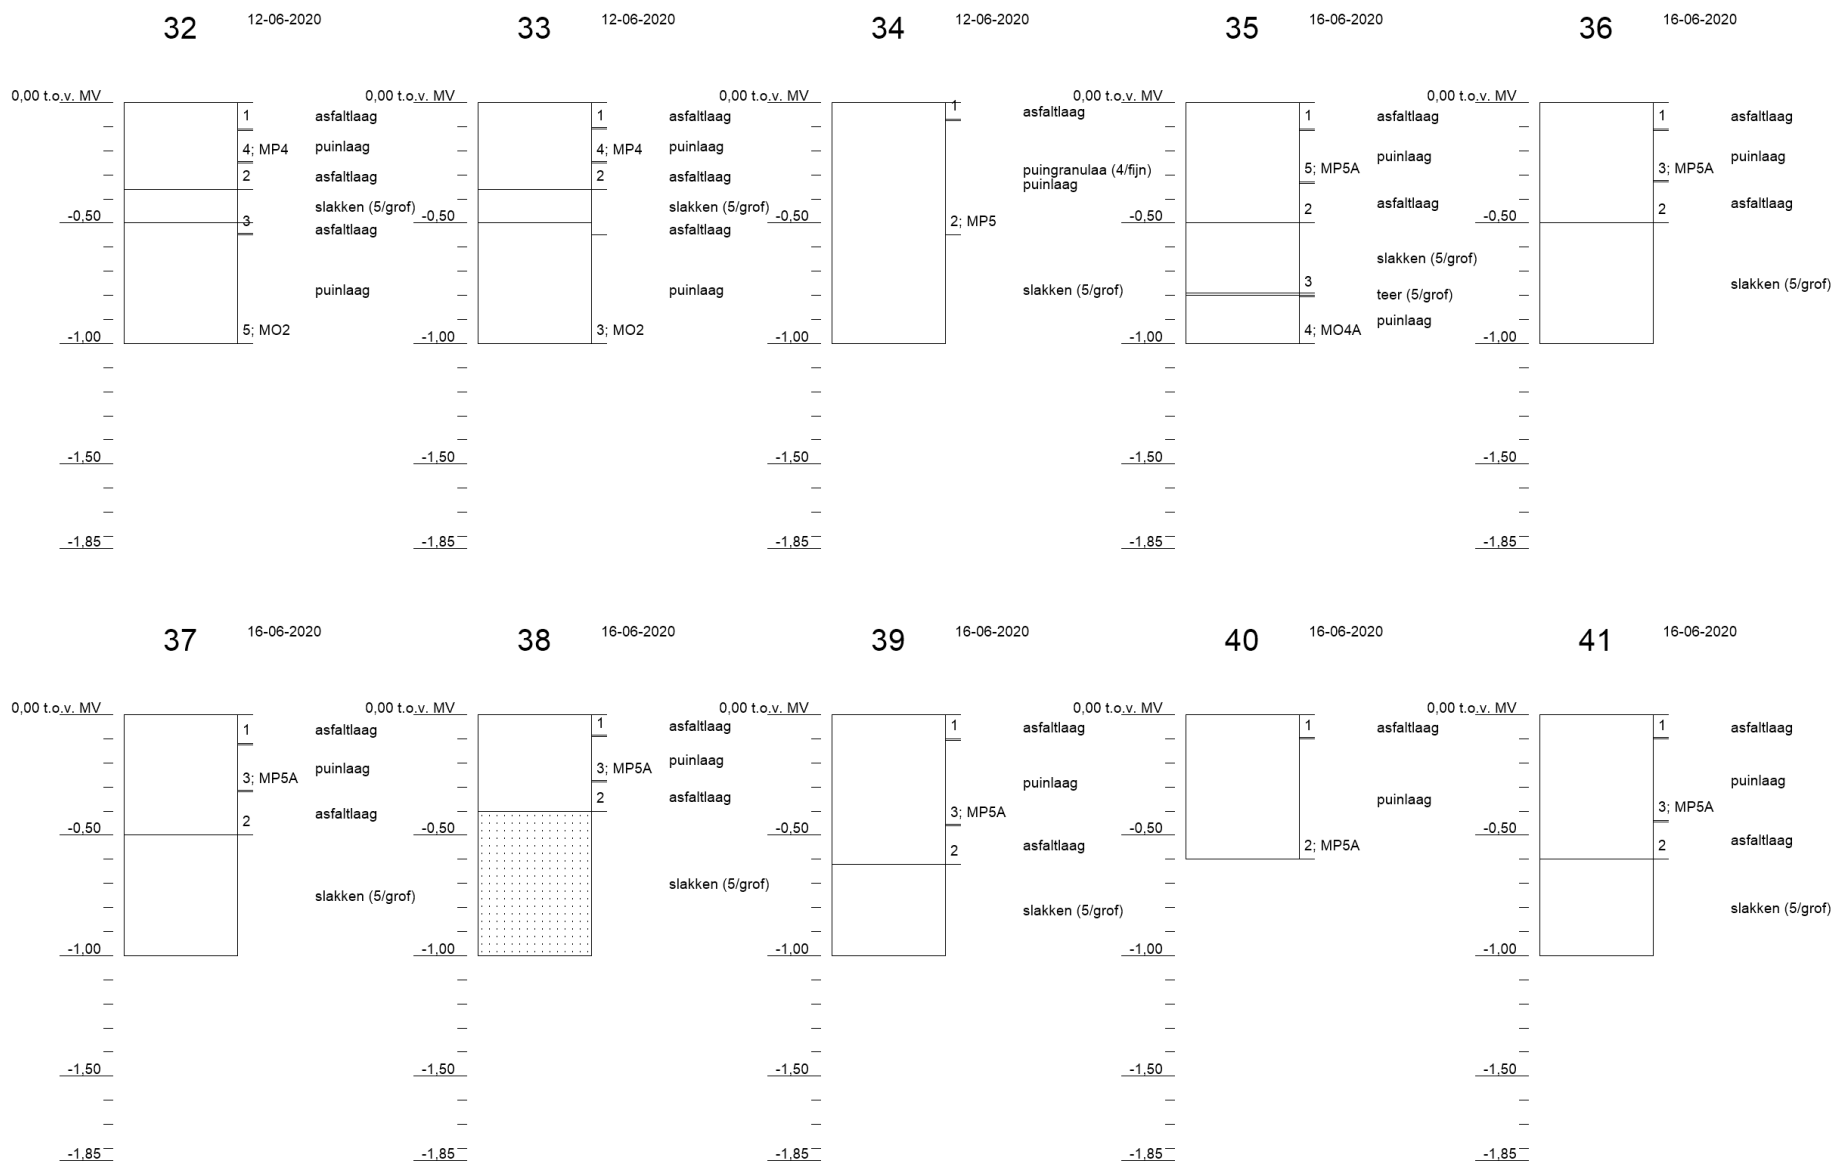 32 12-06-2020
0,00 t.o.v. MV
1 asfaltlaag
4; MP4 puinlaag
2 asfaltlaag
slakken (5/grof)
-0,50 3
asfaltlaag
puinlaag
5; MO2
-1,00
-1,50
-1,85
33 12-06-2020
0,00 t.o.v. MV
1 asfaltlaag
4; MP4 puinlaag
2 asfaltlaag
slakken (5/grof)
-0,50
asfaltlaag
puinlaag
3; MO2
-1,00
-1,50
-1,85
34 12-06-2020
0,00 t.o.v. MV
1
asfaltlaag
puingranulaa (4/fijn)
puinlaag
-0,50 2; MP5
slakken (5/grof)
-1,00
-1,50
-1,85
35 16-06-2020
0,00 t.o.v. MV
1 asfaltlaag
puinlaag
5; MP5A
2 asfaltlaag
-0,50
slakken (5/grof)
3
teer (5/grof)
puinlaag
4; MO4A
-1,00
-1,50
-1,85
36 16-06-2020
0,00 t.o.v. MV
1 asfaltlaag
puinlaag
3; MP5A
2 asfaltlaag
-0,50
slakken (5/grof)
-1,00
-1,50
-1,85
37 16-06-2020
0,00 t.o.v. MV
1 asfaltlaag
puinlaag
3; MP5A
asfaltlaag
2
-0,50
slakken (5/grof)
-1,00
-1,50
-1,85
38 16-06-2020
0,00 t.o.v. MV
1 asfaltlaag
puinlaag
3; MP5A
2 asfaltlaag
-0,50
slakken (5/grof)
-1,00
-1,50
-1,85
39 16-06-2020
0,00 t.o.v. MV
1 asfaltlaag
puinlaag
3; MP5A
-0,50
2 asfaltlaag
slakken (5/grof)
-1,00
-1,50
-1,85
40 16-06-2020
0,00 t.o.v. MV
1 asfaltlaag
puinlaag
-0,50
2; MP5A
-1,00
-1,50
-1,85
41 16-06-2020
0,00 t.o.v. MV
1 asfaltlaag
puinlaag
3; MP5A
-0,50
2 asfaltlaag
slakken (5/grof)
-1,00
-1,50
-1,85